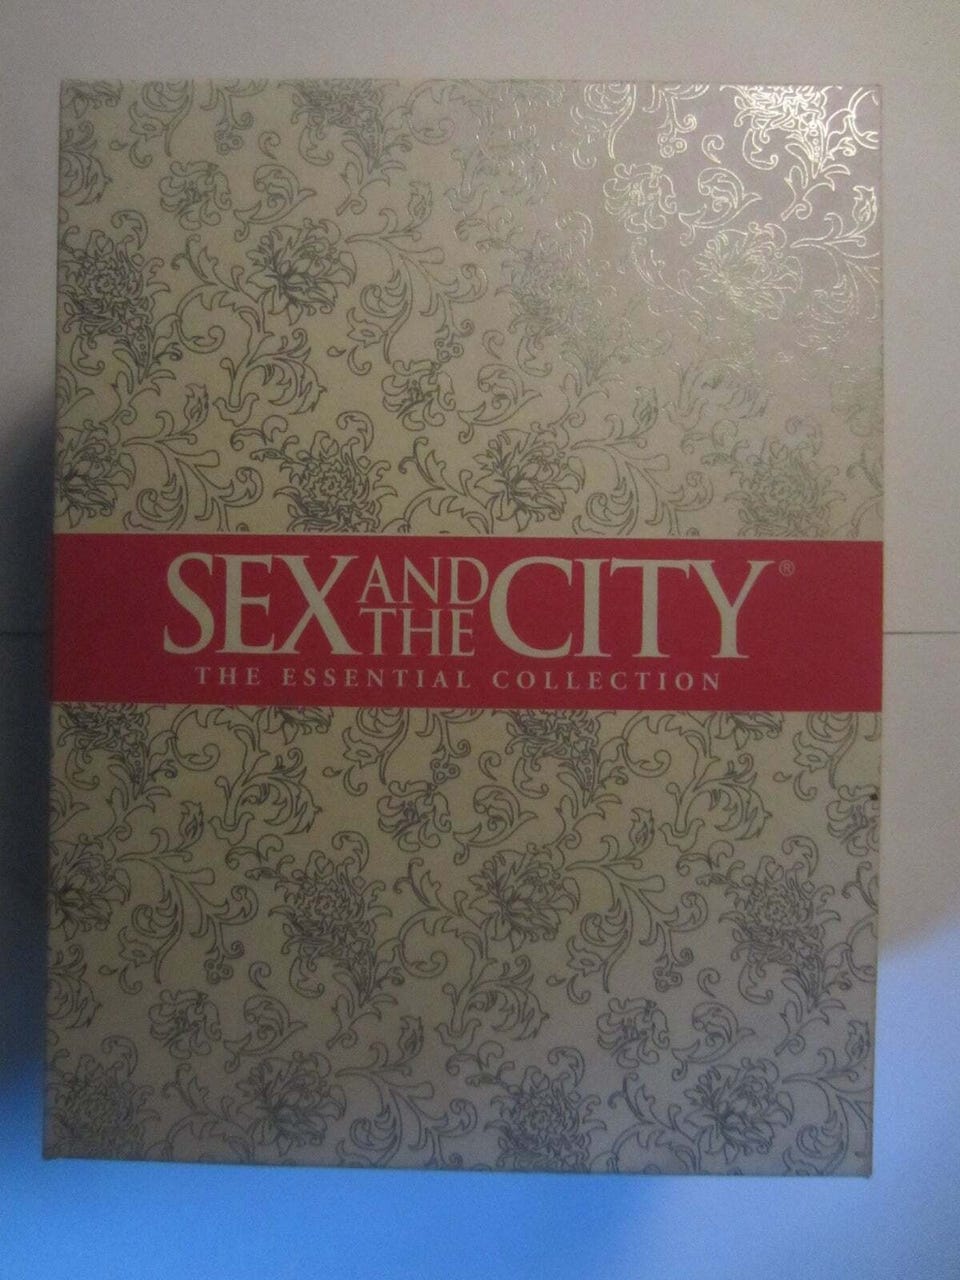 SEX AND THE CITY®
THE ESSENTIAL COLLECTION